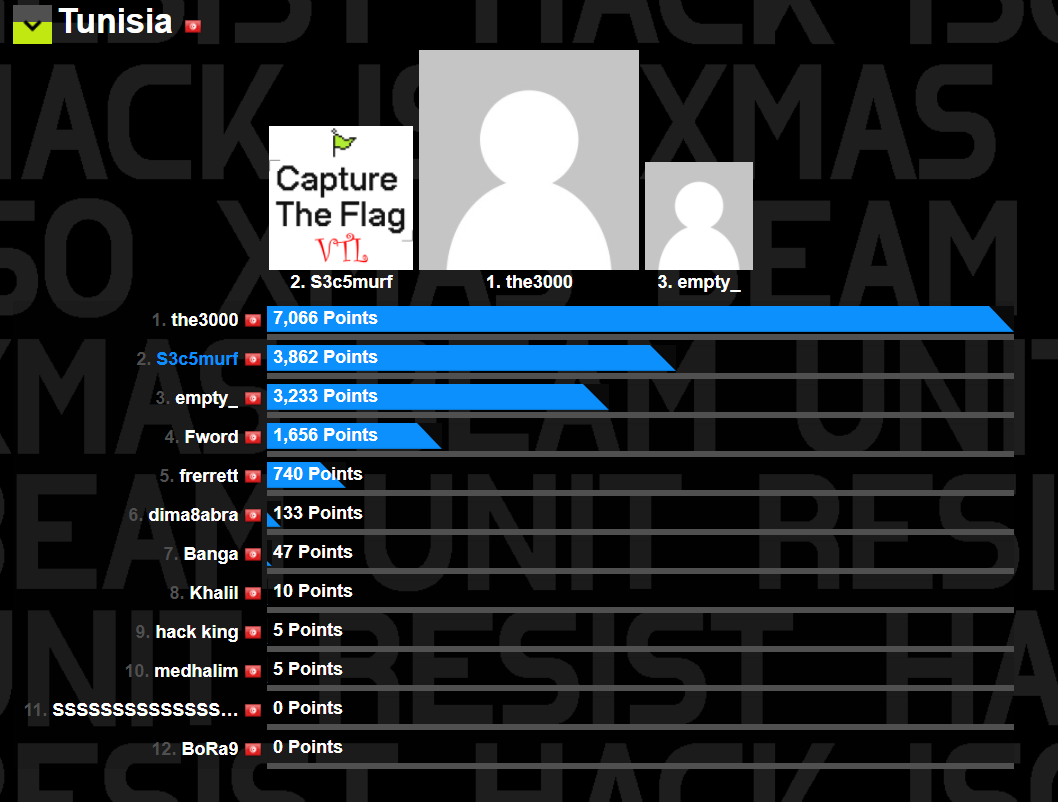 Tunisia
Capture
The Flag
VTL
2. S3c5murf
1. the3000
3. empty_
1. the3000 7,066 Points
2. S3c5murf 3,862 Points
3. empty_ 3,233 Points
4. Fword 1,656 Points
5. frerrett 740 Points
6. dima8abra 133 Points
7. Banga 47 Points
8. Khalil 10 Points
9. hack king 5 Points
10. medhalim 5 Points
11. SSSSSSSSSSSSSS... 0 Points
12. BoRa9 0 Points